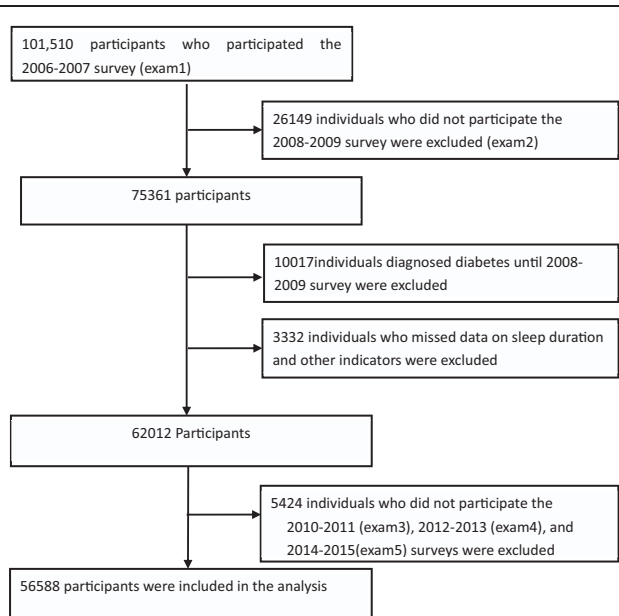 101,510 participants who participated the
2006-2007 survey (exam1)
26149 individuals who did not participate the
2008-2009 survey were excluded (exam2)
75361 participants
10017individuals diagnosed diabetes until 2008-
2009 survey were excluded
3332 individuals who missed data on sleep duration
and other indicators were excluded
62012 Participants
5424 individuals who did not participate the
2010-2011 (exam3), 2012-2013 (exam4), and
2014-2015(exam5) surveys were excluded
56588 participants were included in the analysis